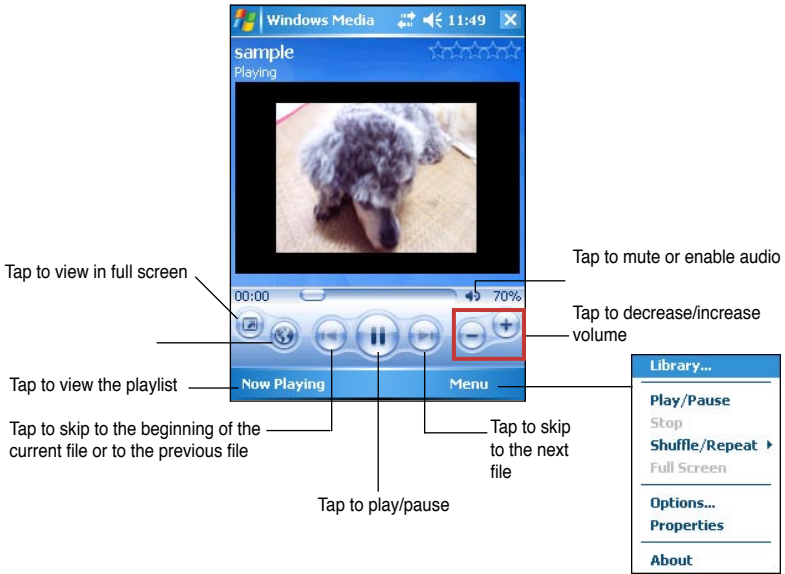 Windows Media 11:49
sample
Playing
Tap to view in full screen
Tap to mute or enable audio
00:00
70%
Tap to decrease/increase
volume
Tap to view the playlist
Now Playing
Menu
Tap to skip to the beginning of the
current file or to the previous file
Tap to skip
to the next
file
Tap to play/pause
Library...
Play/Pause
Stop
Shuffle/Repeat
Full Screen
Options...
Properties
About